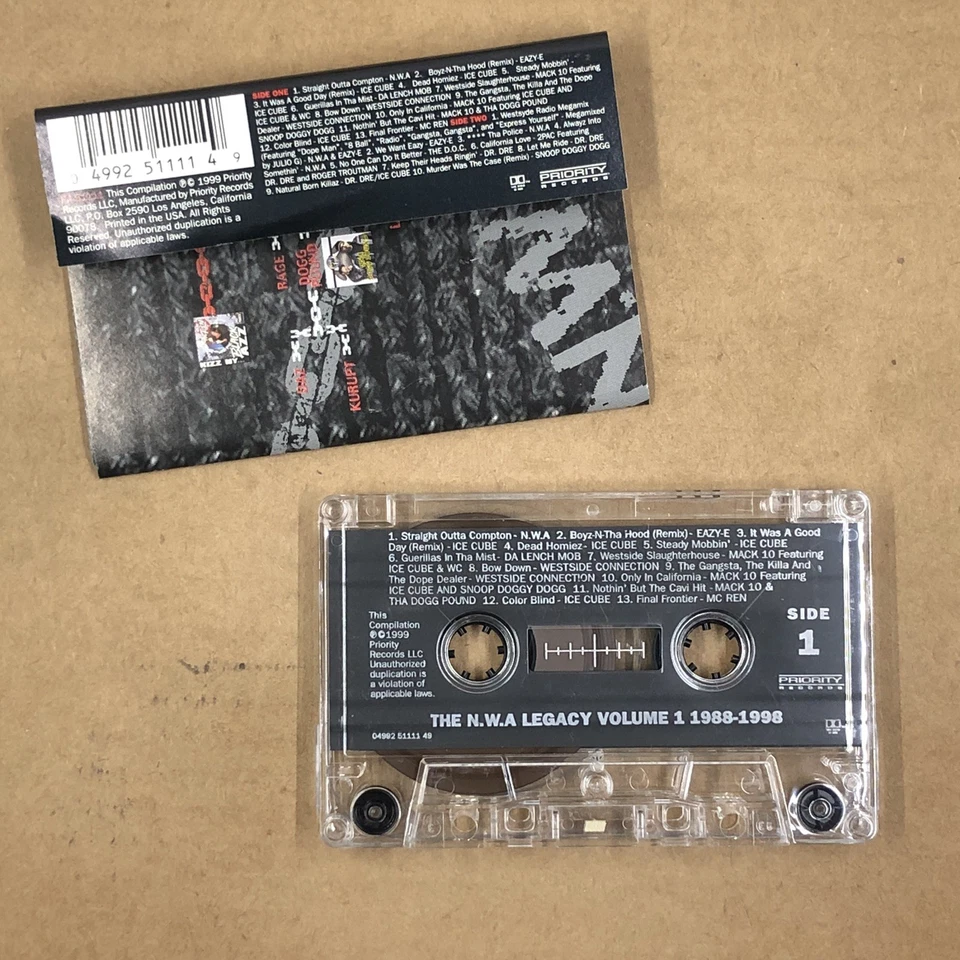 SIDE ONE 1. Straight Outta Compton - N.W.A 2. Boyz-N-Tha Hood (Remix) - EAZY-E
3. It Was A Good Day (Remix) - ICE CUBE 4. Dead Homiez - ICE CUBE 5. Steady Mobbin' -
ICE CUBE 6. Guerillas In Tha Mist - DA LENCH MOB 7. Westside Slaughterhouse - MACK 10 Featuring
ICE CUBE & WC 8. Bow Down - WESTSIDE CONNECTION 9. The Gangsta, The Killa And The Dope
Dealer - WESTSIDE CONNECTION 10. Only In California - MACK 10 Featuring ICE CUBE AND
SNOOP DOGGY DOGG 11. Nothin' But The Cavi Hit - MACK 10 & THA DOGG POUND
12. Color Blind - ICE CUBE 13. Final Frontier - MC REN SIDE TWO 1. Westsyde Radio Megamix
(Featuring "Dope Man", "8 Ball", "Radio", "Gangsta, Gangsta", and "Express Yourself" - Megamixed
by JULIO G) - N.W.A & EAZY-E 2. We Want Eazy - EAZY-E 3. **** Tha Police - N.W.A 4. Alwayz Into
Somethin' - N.W.A 5. No One Can Do It Better - THE D.O.C. 6. California Love - 2PAC Featuring
DR. DRE and ROGER TROUTMAN 7. Keep Their Heads Ringin' - DR. DRE 8. Let Me Ride - DR. DRE
9. Natural Born Killaz - DR. DRE/ICE CUBE 10. Murder Was The Case (Remix) - SNOOP DOGGY DOGG
0 4992 51111 4 9
This Compilation ℗© 1999 Priority
Records LLC, Manufactured by Priority Records
LLC, P.O. Box 2590 Los Angeles, California
90078. Printed in the USA. All Rights
Reserved. Unauthorized duplication is a
violation of applicable laws.
PRIORITY
RECORDS
RAGE
DOGG
POUND
KURUPT
KIZZ MY
1. Straight Outta Compton - N.W.A 2. Boyz-N-Tha Hood (Remix) - EAZY-E 3. It Was A Good
Day (Remix) - ICE CUBE 4. Dead Homiez - ICE CUBE 5. Steady Mobbin' - ICE CUBE
6. Guerillas In Tha Mist - DA LENCH MOB 7. Westside Slaughterhouse - MACK 10 Featuring
ICE CUBE & WC 8. Bow Down - WESTSIDE CONNECTION 9. The Gangsta, The Killa And
The Dope Dealer - WESTSIDE CONNECTION 10. Only In California - MACK 10 Featuring
ICE CUBE AND SNOOP DOGGY DOGG 11. Nothin' But The Cavi Hit - MACK 10 &
THA DOGG POUND 12. Color Blind - ICE CUBE 13. Final Frontier - MC REN
This
Compilation
℗©1999
Priority
Records LLC
Unauthorized
duplication is
a violation of
applicable laws.
SIDE
1
PRIORITY
RECORDS
THE N.W.A LEGACY VOLUME 1 1988-1998
04992 51111 49